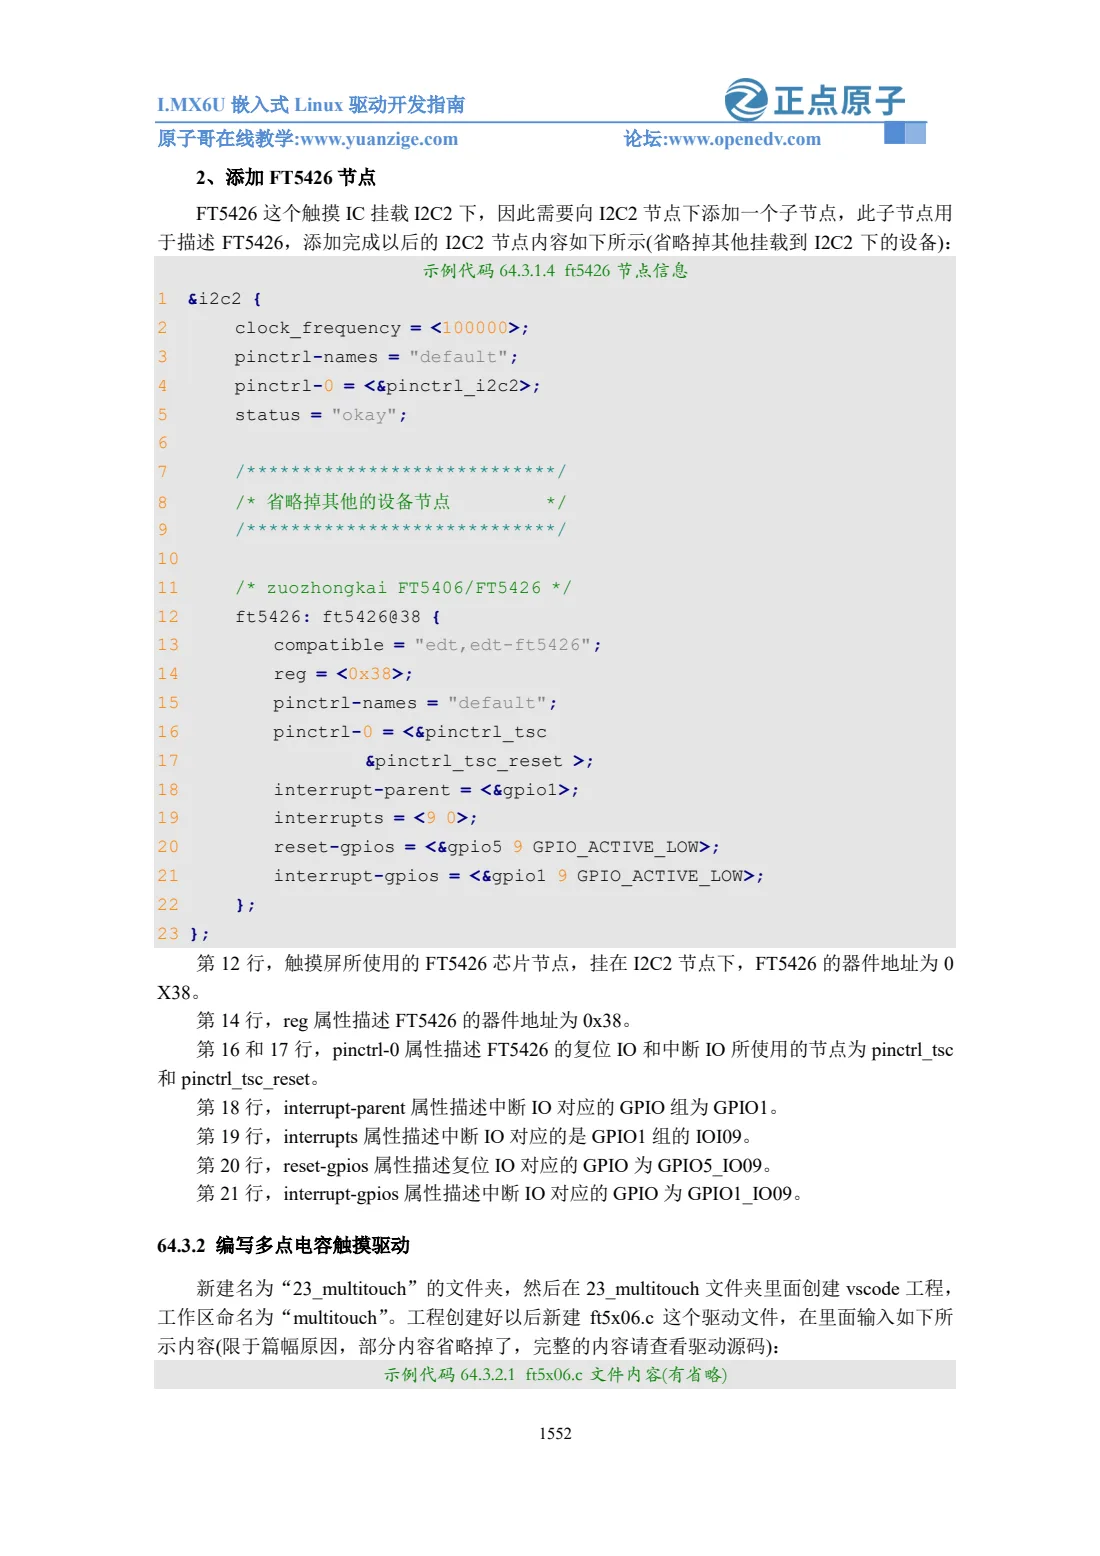 I.MX6U 嵌入式 Linux 驱动开发指南
正点原子
原子哥在线教学:www.yuanzige.com 论坛:www.openedv.com
2、添加 FT5426 节点
FT5426 这个触摸 IC 挂载 I2C2 下，因此需要向 I2C2 节点下添加一个子节点，此子节点用
于描述 FT5426，添加完成以后的 I2C2 节点内容如下所示(省略掉其他挂载到 I2C2 下的设备)：
示例代码 64.3.1.4 ft5426 节点信息
1 &i2c2 {
2 clock_frequency = <100000>;
3 pinctrl-names = "default";
4 pinctrl-0 = <&pinctrl_i2c2>;
5 status = "okay";
6
7 /****************************/
8 /* 省略掉其他的设备节点 */
9 /****************************/
10
11 /* zuozhongkai FT5406/FT5426 */
12 ft5426: ft5426@38 {
13 compatible = "edt,edt-ft5426";
14 reg = <0x38>;
15 pinctrl-names = "default";
16 pinctrl-0 = <&pinctrl_tsc
17 &pinctrl_tsc_reset >;
18 interrupt-parent = <&gpio1>;
19 interrupts = <9 0>;
20 reset-gpios = <&gpio5 9 GPIO_ACTIVE_LOW>;
21 interrupt-gpios = <&gpio1 9 GPIO_ACTIVE_LOW>;
22 };
23 };
第 12 行，触摸屏所使用的 FT5426 芯片节点，挂在 I2C2 节点下，FT5426 的器件地址为 0
X38。
第 14 行，reg 属性描述 FT5426 的器件地址为 0x38。
第 16 和 17 行，pinctrl-0 属性描述 FT5426 的复位 IO 和中断 IO 所使用的节点为 pinctrl_tsc
和 pinctrl_tsc_reset。
第 18 行，interrupt-parent 属性描述中断 IO 对应的 GPIO 组为 GPIO1。
第 19 行，interrupts 属性描述中断 IO 对应的是 GPIO1 组的 IOI09。
第 20 行，reset-gpios 属性描述复位 IO 对应的 GPIO 为 GPIO5_IO09。
第 21 行，interrupt-gpios 属性描述中断 IO 对应的 GPIO 为 GPIO1_IO09。
64.3.2 编写多点电容触摸驱动
新建名为“23_multitouch”的文件夹，然后在 23_multitouch 文件夹里面创建 vscode 工程，
工作区命名为“multitouch”。工程创建好以后新建 ft5x06.c 这个驱动文件，在里面输入如下所
示内容(限于篇幅原因，部分内容省略掉了，完整的内容请查看驱动源码)：
示例代码 64.3.2.1 ft5x06.c 文件内容(有省略)
1552